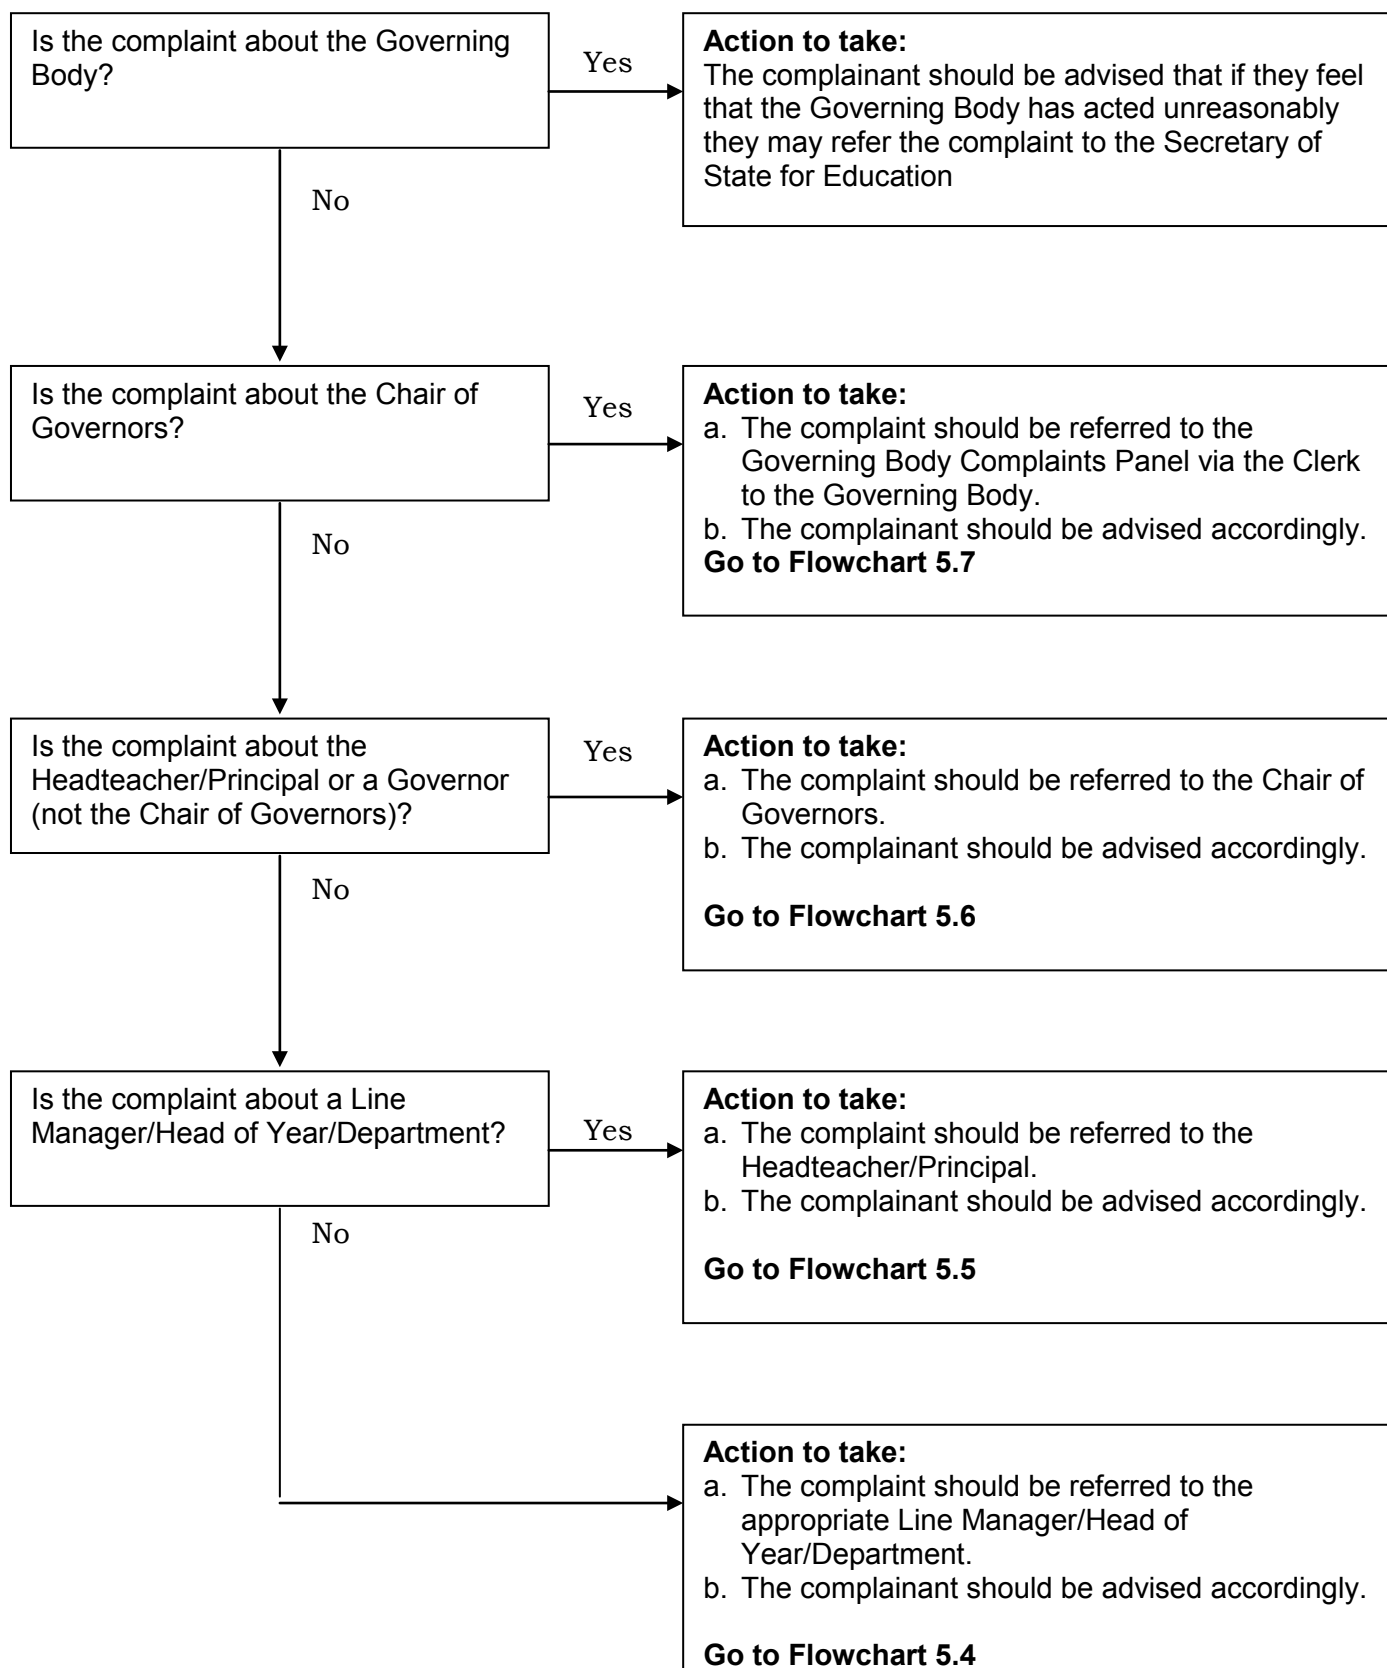 Is the complaint about the Governing
Body?
Yes
Action to take:
The complainant should be advised that if they feel
that the Governing Body has acted unreasonably
they may refer the complaint to the Secretary of
State for Education
No
Is the complaint about the Chair of
Governors?
Yes
Action to take:
a. The complaint should be referred to the
Governing Body Complaints Panel via the Clerk
to the Governing Body.
b. The complainant should be advised accordingly.
Go to Flowchart 5.7
No
Is the complaint about the
Headteacher/Principal or a Governor
(not the Chair of Governors)?
Yes
Action to take:
a. The complaint should be referred to the Chair of
Governors.
b. The complainant should be advised accordingly.
Go to Flowchart 5.6
No
Is the complaint about a Line
Manager/Head of Year/Department?
Yes
Action to take:
a. The complaint should be referred to the
Headteacher/Principal.
b. The complainant should be advised accordingly.
Go to Flowchart 5.5
No
Action to take:
a. The complaint should be referred to the
appropriate Line Manager/Head of
Year/Department.
b. The complainant should be advised accordingly.
Go to Flowchart 5.4